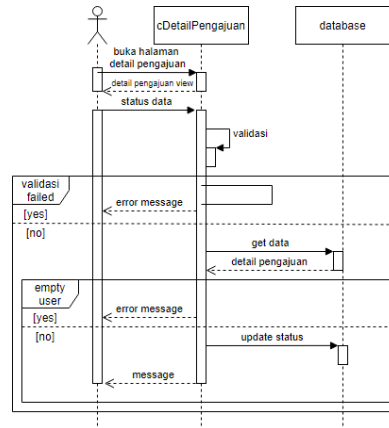 cDetailPengajuan
database
buka halaman
detail pengajuan
detail pengajuan view
status data
validasi
validasi
failed
error message
[yes]
[no]
get data
detail pengajuan
empty
user
error message
[yes]
[no]
update status
message